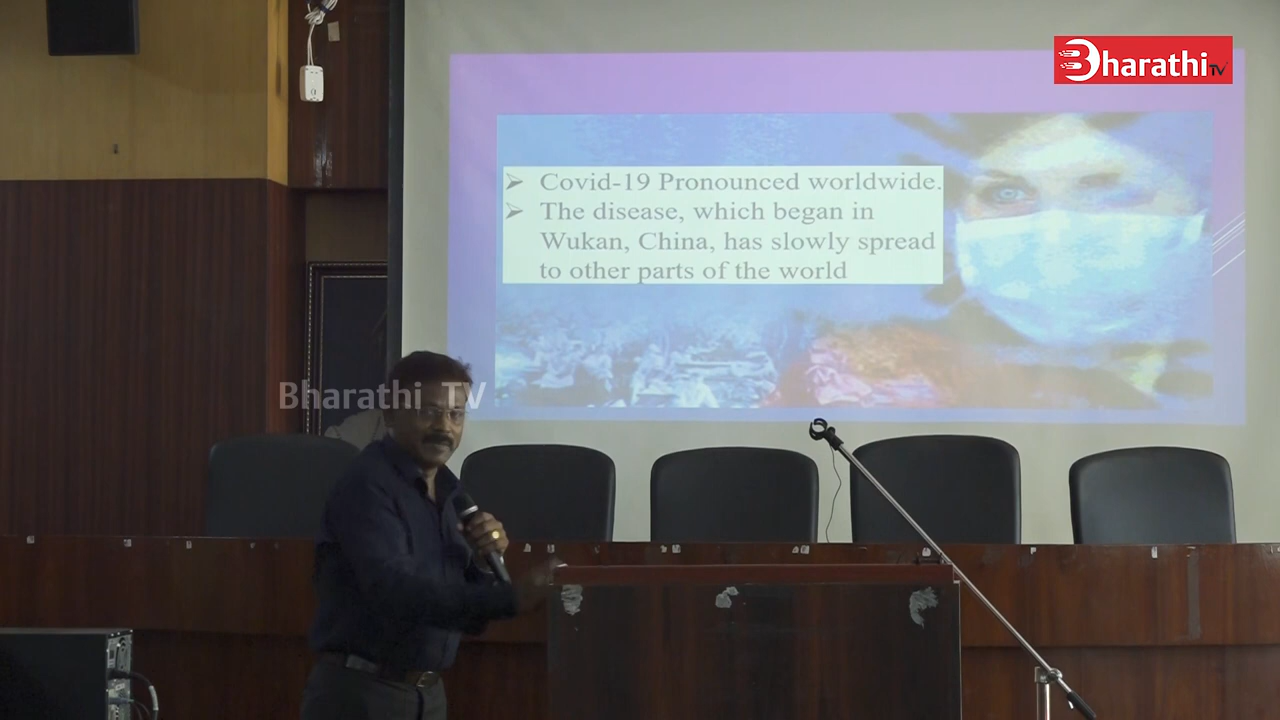 Bharathi TV
➢ Covid-19 Pronounced worldwide.
➢ The disease, which began in
Wukan, China, has slowly spread
to other parts of the world
Bharathi TV